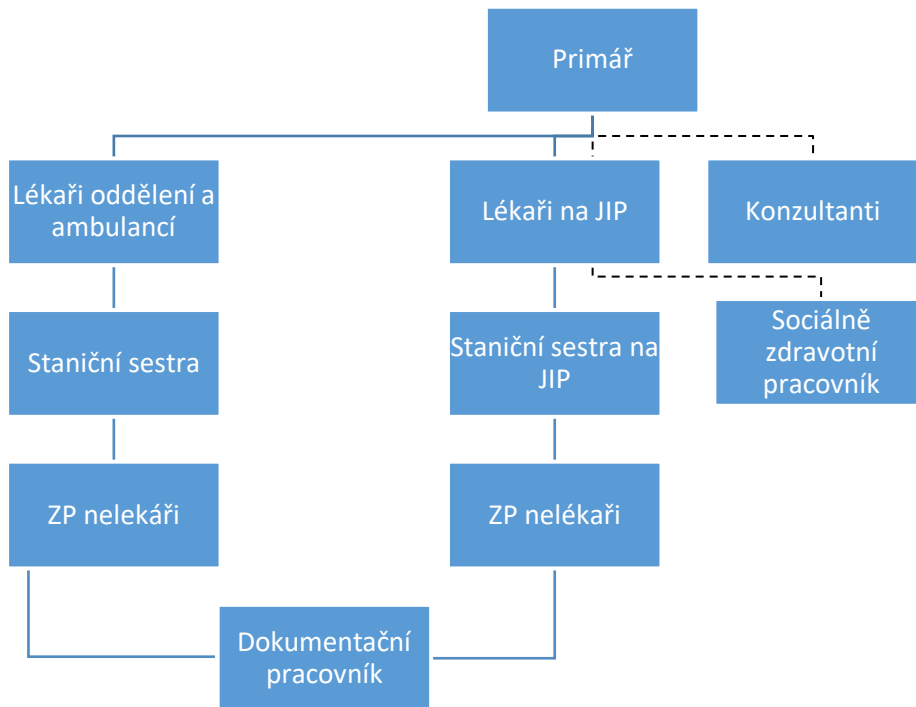 Primář
Lékaři oddělení a
ambulancí
Lékaři na JIP
Konzultanti
Staniční sestra
Staniční sestra na
JIP
Sociálně
zdravotní
pracovník
ZP nelekáři
ZP nelékaři
Dokumentační
pracovník